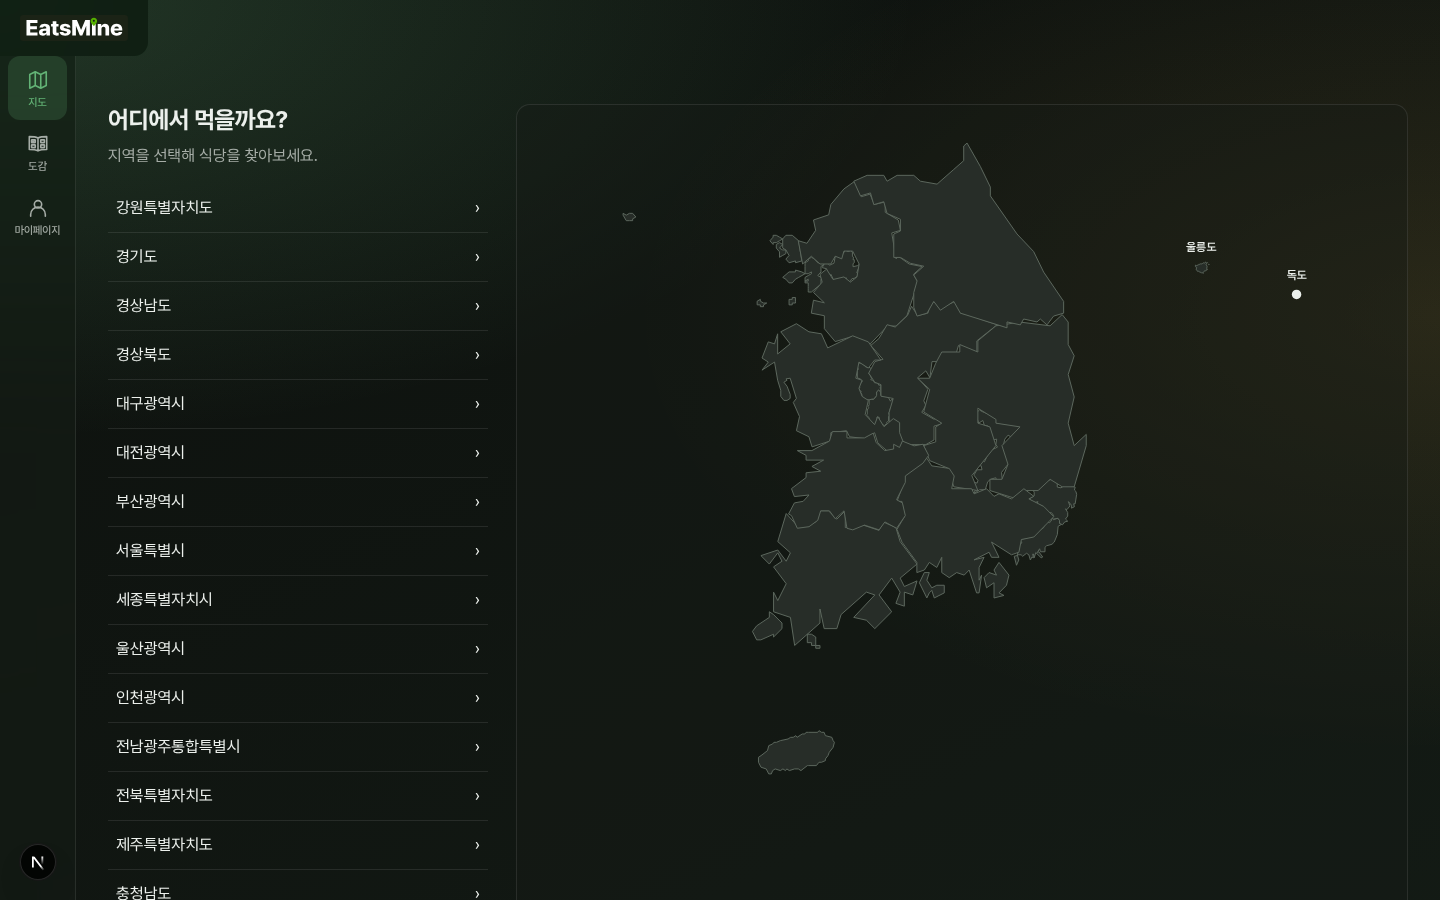 EatsMine
지도
도감
마이페이지
어디에서 먹을까요?
지역을 선택해 식당을 찾아보세요.
강원특별자치도 ›
경기도 ›
경상남도 ›
경상북도 ›
대구광역시 ›
대전광역시 ›
부산광역시 ›
서울특별시 ›
세종특별자치시 ›
울산광역시 ›
인천광역시 ›
전남광주통합특별시 ›
전북특별자치도 ›
제주특별자치도 ›
충청남도 ›
울릉도
독도
N